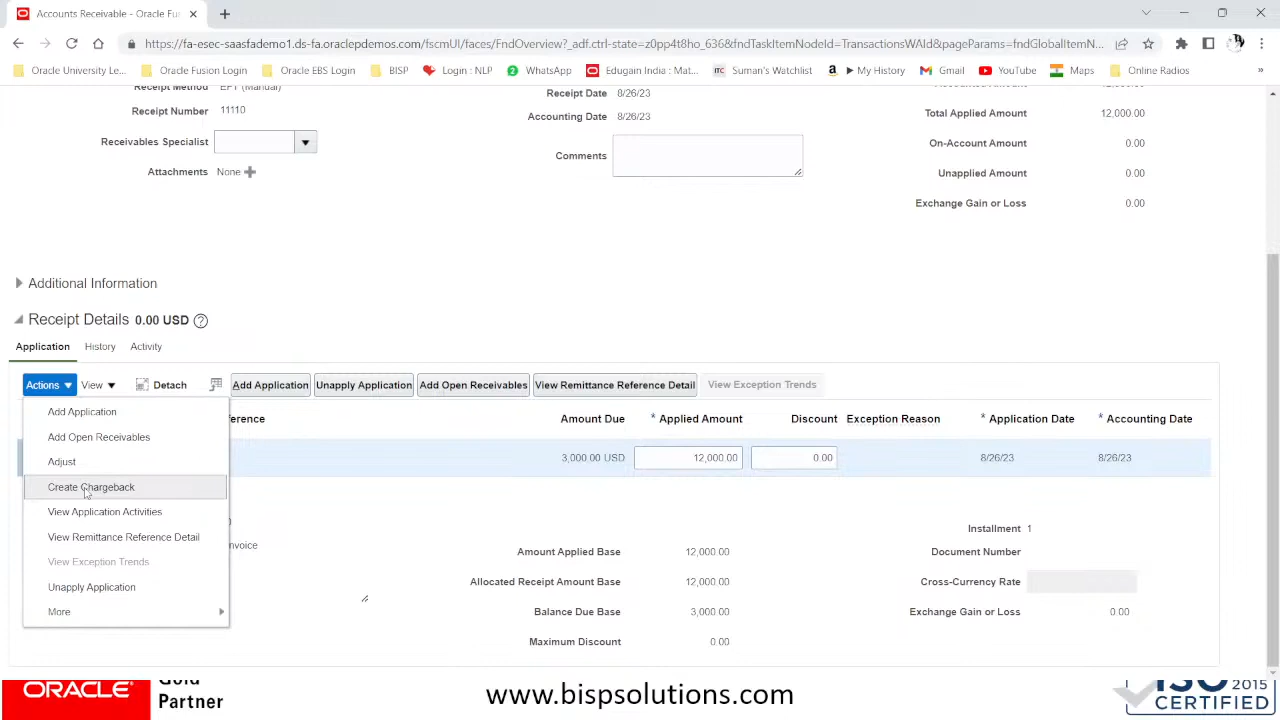 Accounts Receivable - Oracle Fu
https://fa-esec-saasfademo1.ds-fa.oraclepdemos.com/fscmUI/faces/FndOverview?_adf.ctrl-state=z0pp4t8ho_636&fndTaskItemNodeId=TransactionsWAId&pageParams=fndGlobalItemN...
Oracle University Le... Oracle Fusion Login Oracle EBS Login BISP Login : NLP WhatsApp Edugain India : Mat... Suman's Watchlist My History Gmail YouTube Maps Online Radios »
Receipt Method EFT (Manual)
Receipt Number 11110
Receivables Specialist
Attachments None
Receipt Date 8/26/23
Accounting Date 8/26/23
Comments
12,000.00
Total Applied Amount 12,000.00
On-Account Amount 0.00
Unapplied Amount 0.00
Exchange Gain or Loss 0.00
Additional Information
Receipt Details 0.00 USD ?
Application History Activity
Actions View Detach Add Application Unapply Application Add Open Receivables View Remittance Reference Detail View Exception Trends
ference Amount Due * Applied Amount Discount Exception Reason * Application Date * Accounting Date
3,000.00 USD 12,000.00 0.00 8/26/23 8/26/23
Add Application
Add Open Receivables
Adjust
Create Chargeback
View Application Activities
View Remittance Reference Detail
View Exception Trends
Unapply Application
More
nvoice
Amount Applied Base 12,000.00
Allocated Receipt Amount Base 12,000.00
Balance Due Base 3,000.00
Maximum Discount 0.00
Installment 1
Document Number
Cross-Currency Rate
Exchange Gain or Loss 0.00
ORACLE Gold
Partner
www.bispsolutions.com
ISO 2015
CERTIFIED